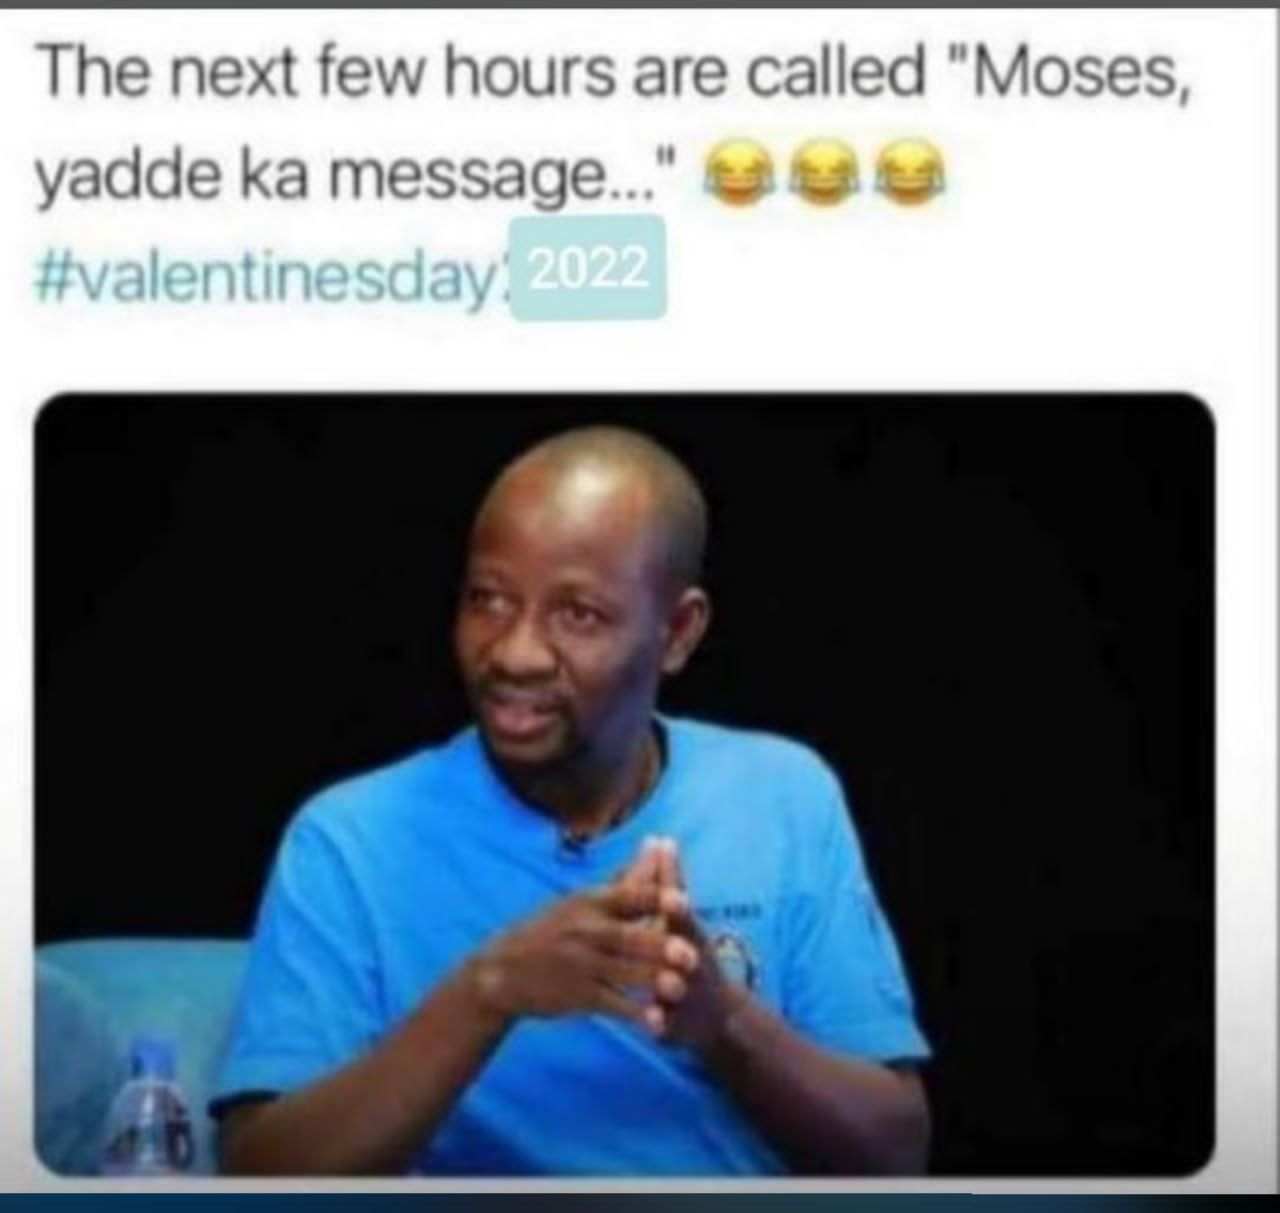 The next few hours are called "Moses,
yadde ka message..." 😂😂😂
#valentinesday 2022